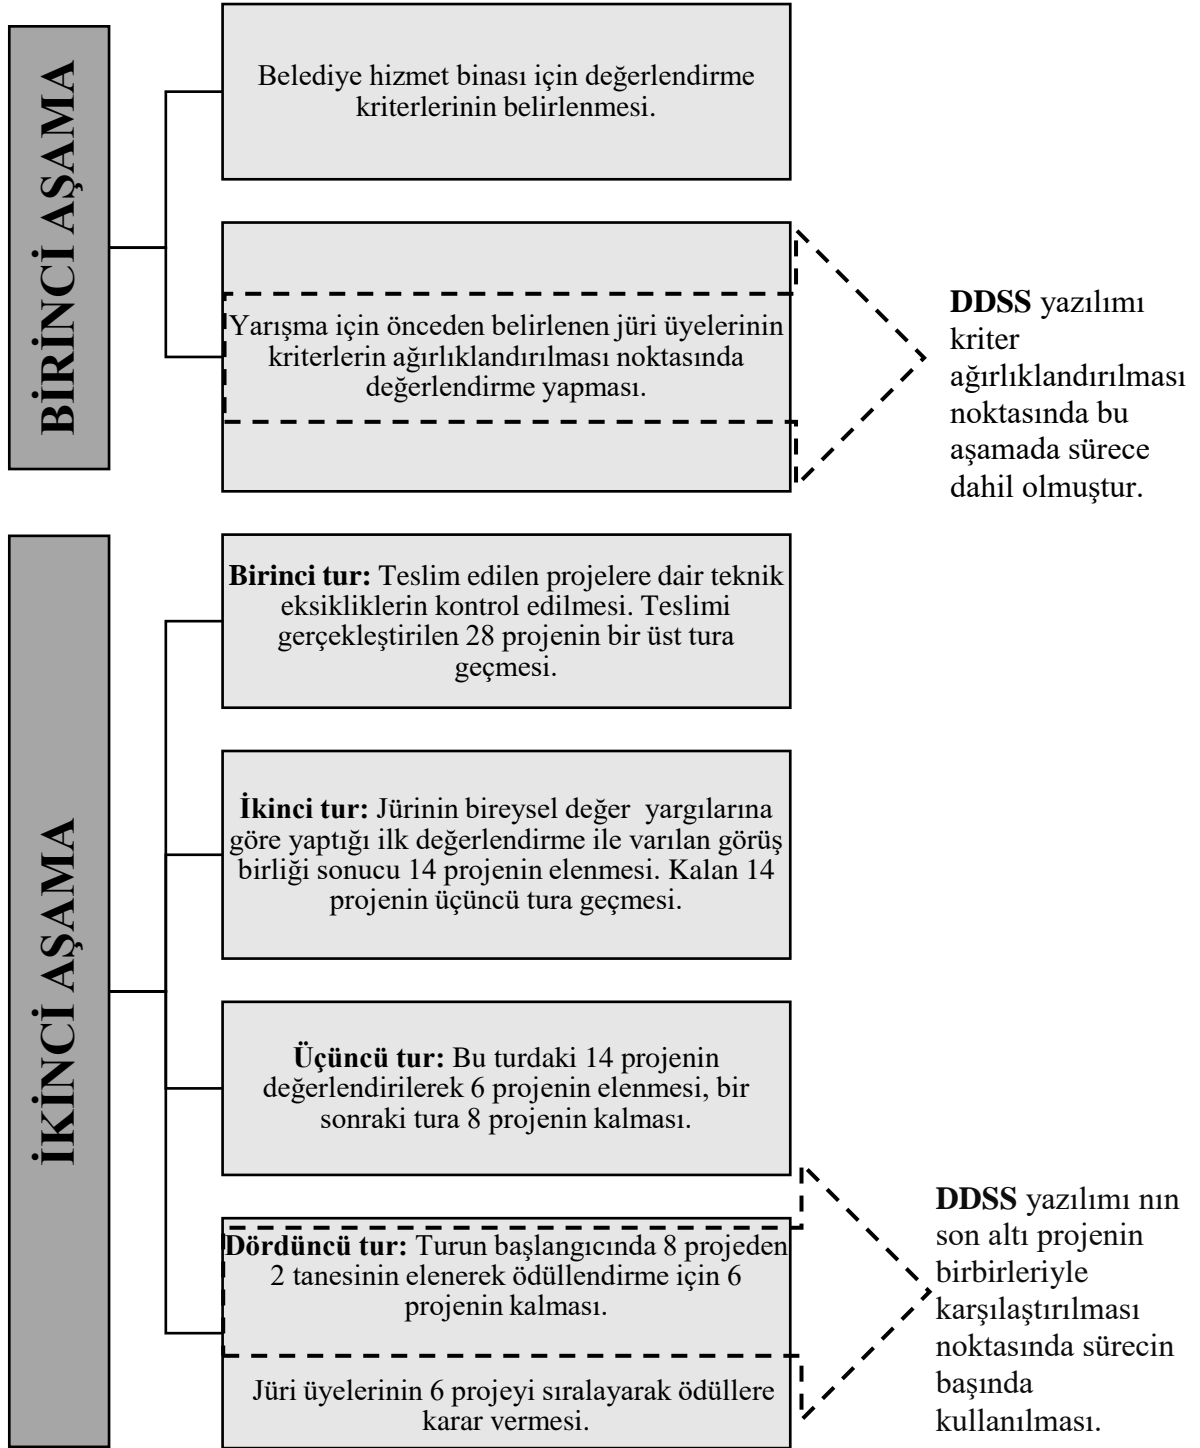 BİRİNCİ AŞAMA
Belediye hizmet binası için değerlendirme
kriterlerinin belirlenmesi.
Yarışma için önceden belirlenen jüri üyelerinin
kriterlerin ağırlıklandırılması noktasında
değerlendirme yapması.
DDSS yazılımı
kriter
ağırlıklandırılması
noktasında bu
aşamada sürece
dahil olmuştur.
İKİNCİ AŞAMA
Birinci tur: Teslim edilen projelere dair teknik
eksikliklerin kontrol edilmesi. Teslimi
gerçekleştirilen 28 projenin bir üst tura
geçmesi.
İkinci tur: Jürinin bireysel değer yargılarına
göre yaptığı ilk değerlendirme ile varılan görüş
birliği sonucu 14 projenin elenmesi. Kalan 14
projenin üçüncü tura geçmesi.
Üçüncü tur: Bu turdaki 14 projenin
değerlendirilerek 6 projenin elenmesi, bir
sonraki tura 8 projenin kalması.
Dördüncü tur: Turun başlangıcında 8 projeden
2 tanesinin elenerek ödüllendirme için 6
projenin kalması.
Jüri üyelerinin 6 projeyi sıralayarak ödüllere
karar vermesi.
DDSS yazılımı nın
son altı projenin
birbirleriyle
karşılaştırılması
noktasında sürecin
başında
kullanılması.